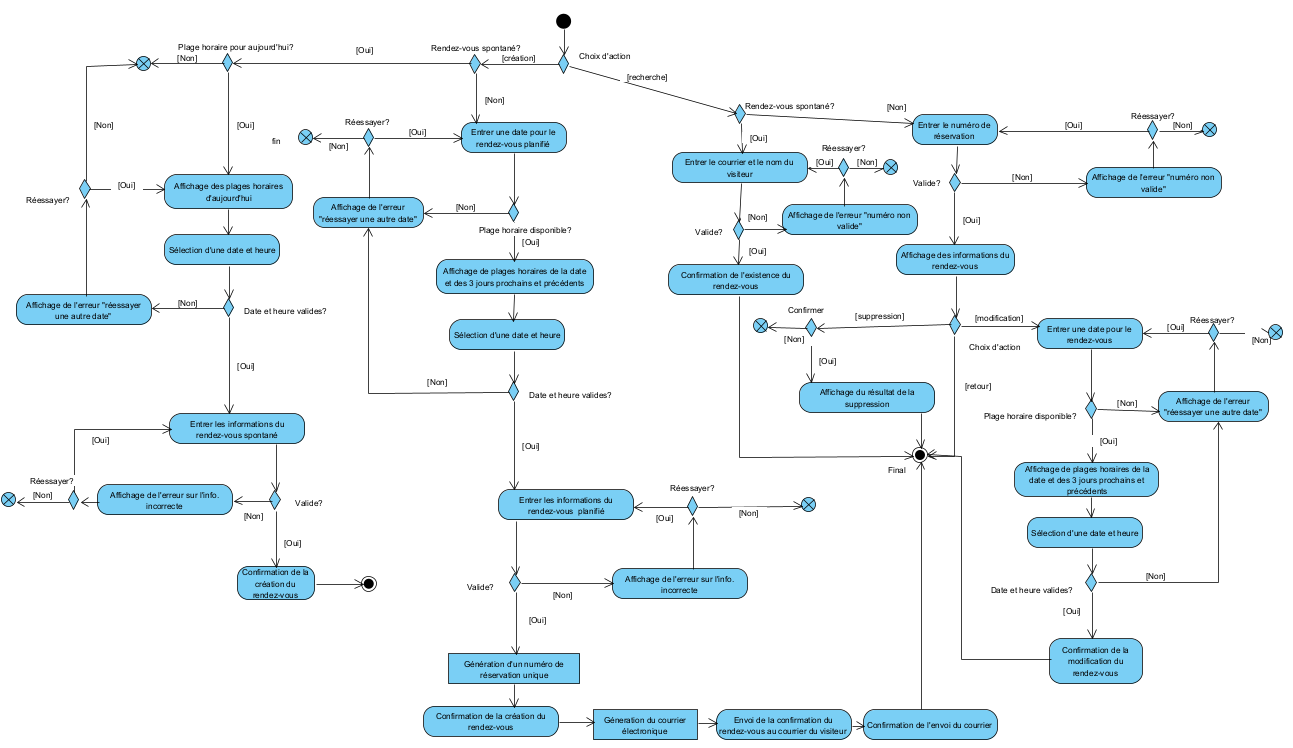 Plage horaire pour aujourd'hui?
[Non]
[Oui]
Rendez-vous spontané?
[création]
Choix d'action
[recherche]
[Non]
[Oui]
[Oui]
Réessayer?
Affichage des plages horaires
d'aujourd'hui
Sélection d'une date et heure
Affichage de l'erreur "réessayer
une autre date"
[Non]
Date et heure valides?
[Oui]
Entrer les informations du
rendez-vous spontané
[Oui]
Réessayer?
[Non]
Affichage de l'erreur sur l'info.
incorrecte
[Non]
Valide?
[Oui]
Confirmation de la
création du
rendez-vous
[Non]
fin
Réessayer?
[Non]
[Oui]
Entrer une date pour le
rendez-vous planifié
Affichage de l'erreur
"réessayer une autre date"
[Non]
Plage horaire disponible?
[Oui]
Affichage de plages horaires de la date
et des 3 jours prochains et précédents
Sélection d'une date et heure
[Non]
Date et heure valides?
[Oui]
Entrer les informations du
rendez-vous planifié
Réessayer?
[Oui]
[Non]
Valide?
[Non]
Affichage de l'erreur sur l'info.
incorrecte
[Oui]
Génération d'un numéro de
réservation unique
Confirmation de la création du
rendez-vous
Géneration du courrier
électronique
Envoi de la confirmation du
rendez-vous au courrier du visiteur
Confirmation de l'envoi du courrier
Rendez-vous spontané?
[Non]
[Oui]
Entrer le courrier et le nom du
visiteur
Réessayer?
[Oui]
[Non]
Valide?
[Non]
Affichage de l'erreur "numéro non
valide"
[Oui]
Confirmation de l'existence du
rendez-vous
Entrer le numéro de
réservation
[Oui]
Réessayer?
[Non]
Valide?
[Non]
Affichage de l'erreur "numéro non
valide"
[Oui]
Affichage des informations du
rendez-vous
Confirmer
[suppression]
[Non]
[Oui]
Affichage du résultat de la
suppression
Choix d'action
[modification]
[retour]
Final
Entrer une date pour le
rendez-vous
[Oui]
Réessayer?
[Non]
Plage horaire disponible?
[Non]
Affichage de l'erreur
"réessayer une autre date"
[Oui]
Affichage de plages horaires de la
date et des 3 jours prochains et
précédents
Sélection d'une date et heure
Date et heure valides?
[Non]
[Oui]
Confirmation de la
modification du
rendez-vous